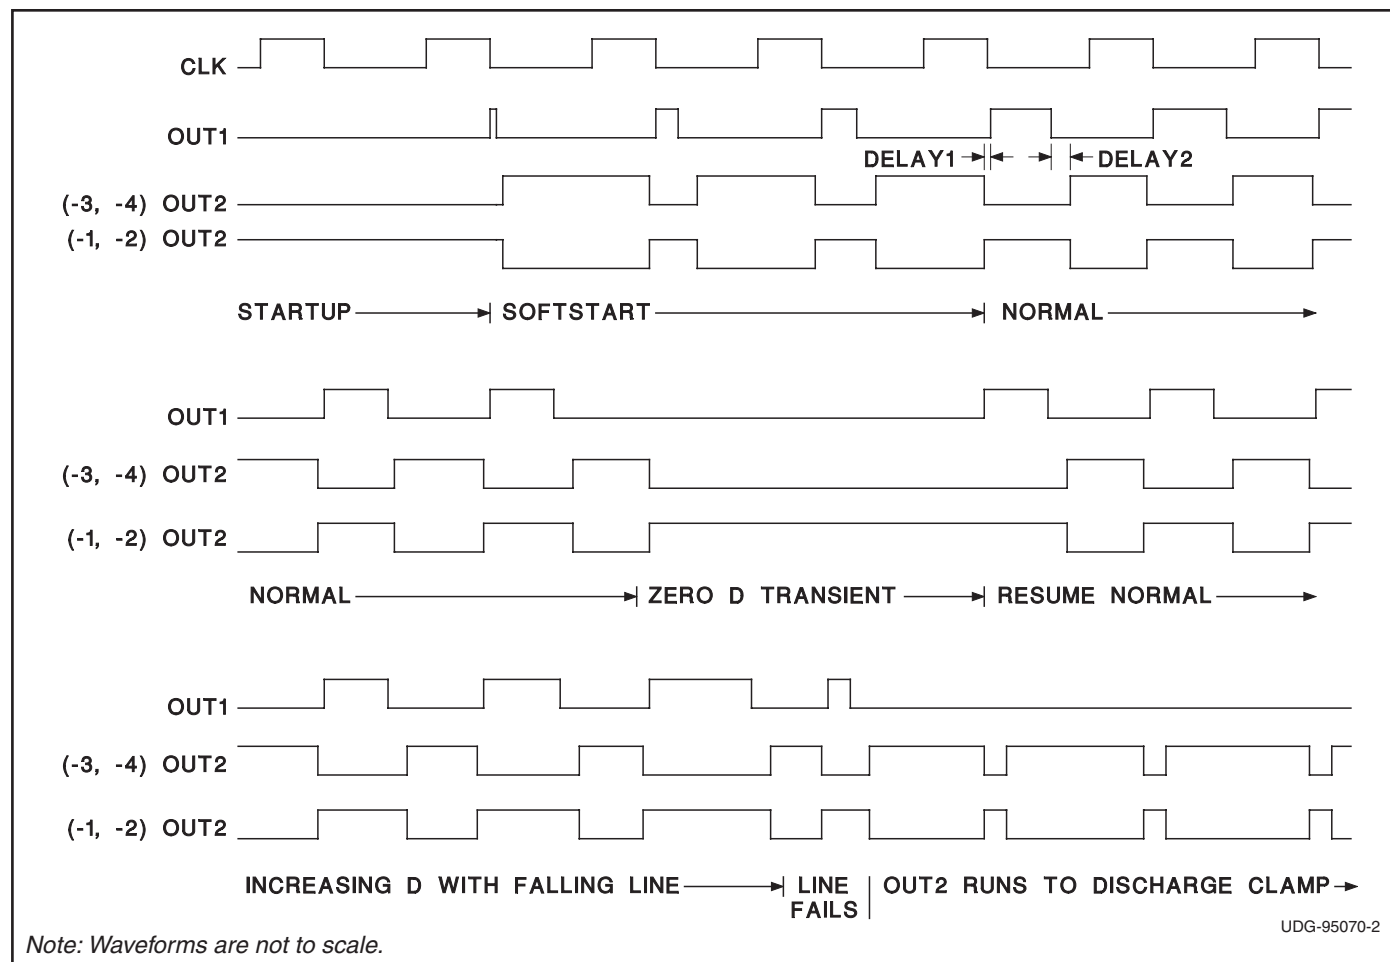 CLK
OUT1
DELAY1 DELAY2
(-3, -4) OUT2
(-1, -2) OUT2
STARTUP SOFTSTART NORMAL
OUT1
(-3, -4) OUT2
(-1, -2) OUT2
NORMAL ZERO D TRANSIENT RESUME NORMAL
OUT1
(-3, -4) OUT2
(-1, -2) OUT2
INCREASING D WITH FALLING LINE LINE FAILS OUT2 RUNS TO DISCHARGE CLAMP
UDG-95070-2
Note: Waveforms are not to scale.